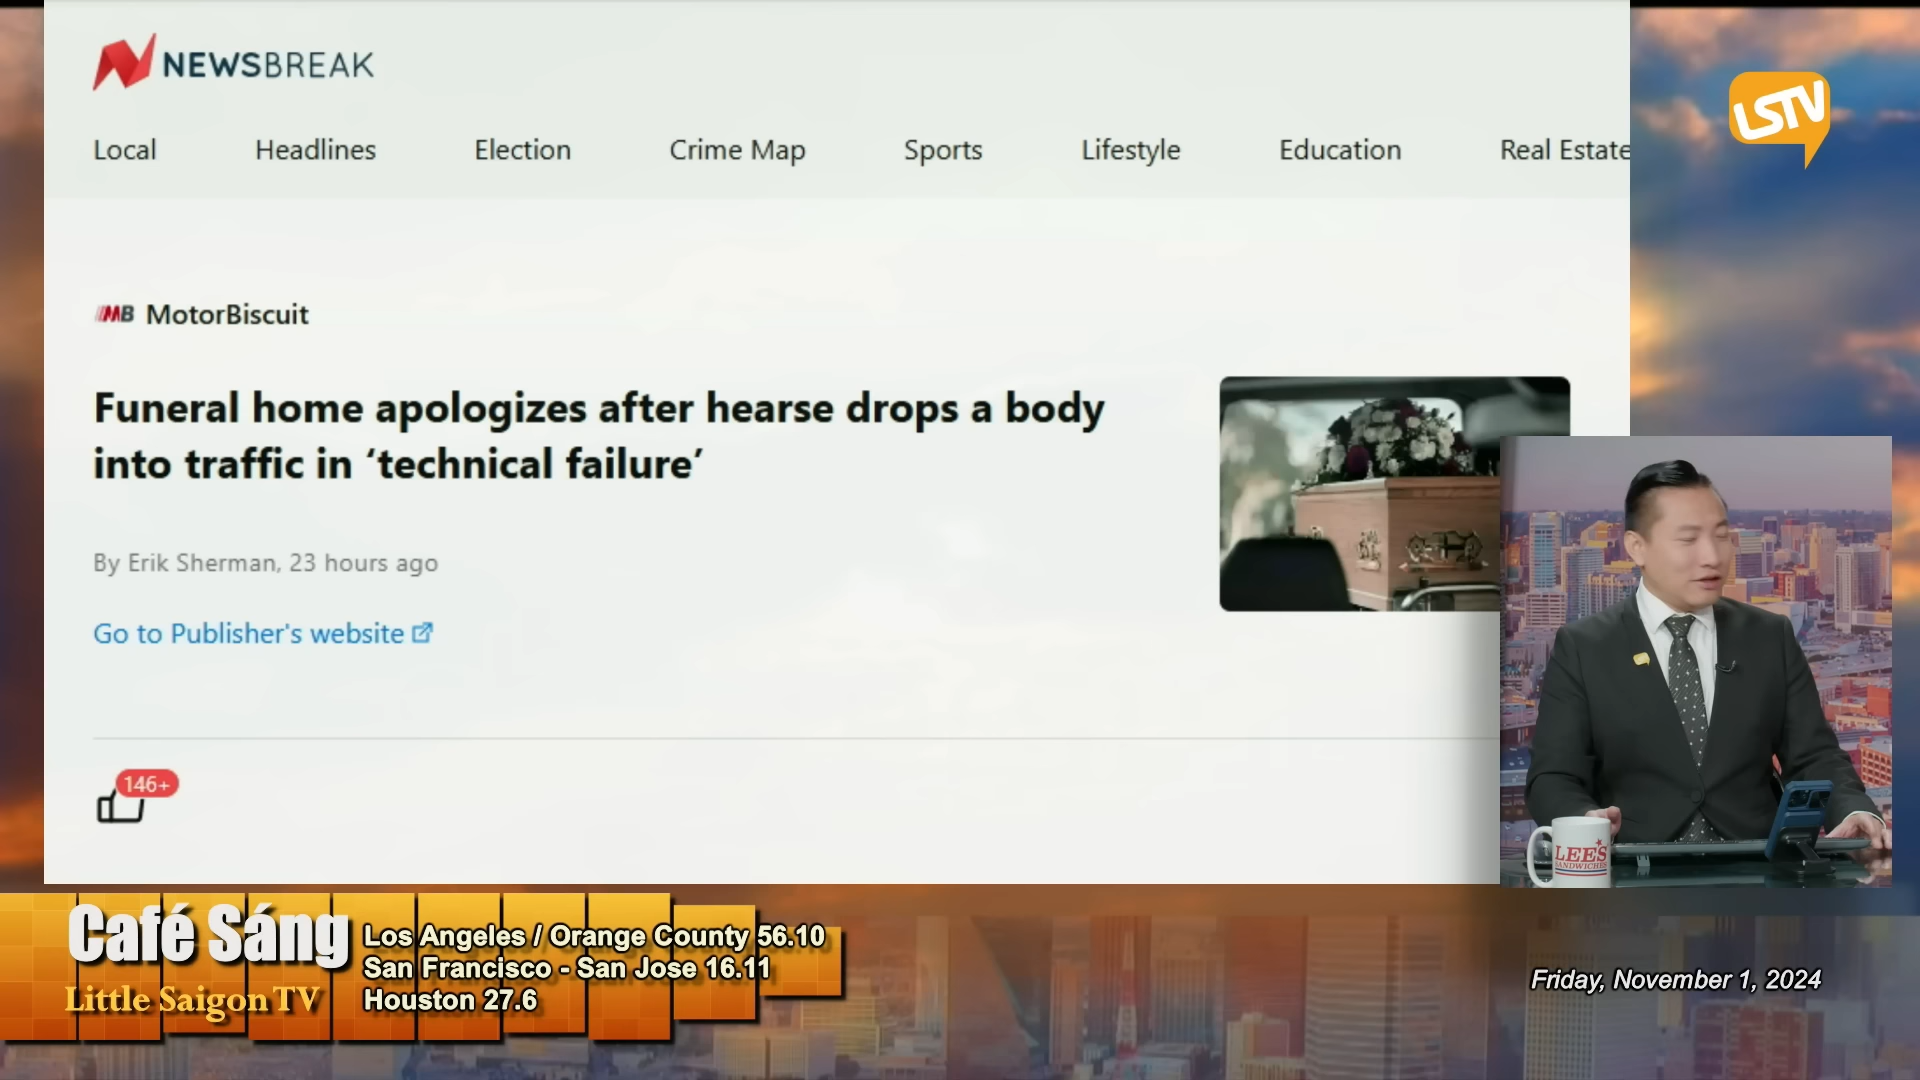 NEWSBREAK
LSTV
Local Headlines Election Crime Map Sports Lifestyle Education Real Estate
MB MotorBiscuit
Funeral home apologizes after hearse drops a body
into traffic in ‘technical failure’
By Erik Sherman, 23 hours ago
Go to Publisher's website
146+
LEE'S
SANDWICHES
Café Sáng
Little Saigon TV
Los Angeles / Orange County 56.10
San Francisco - San Jose 16.11
Houston 27.6
Friday, November 1, 2024